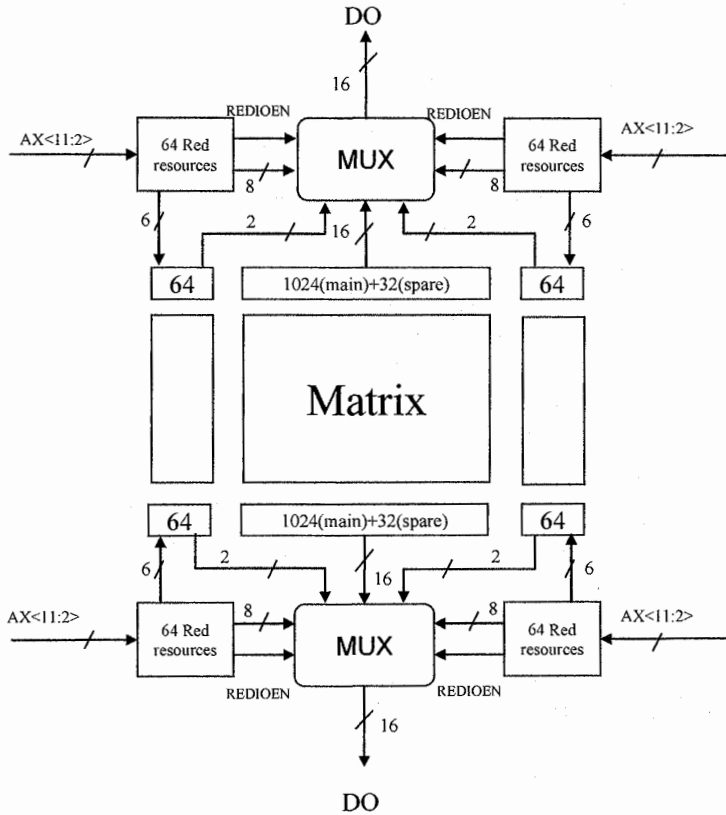 DO
16
REDIOEN
REDIOEN
AX<11:2>
64 Red
resources
MUX
64 Red
resources
AX<11:2>
8
8
6
2
16
2
6
64
1024(main)+32(spare)
64
Matrix
64
1024(main)+32(spare)
64
6
2
16
2
6
AX<11:2>
64 Red
resources
8
MUX
8
64 Red
resources
AX<11:2>
REDIOEN
REDIOEN
16
DO